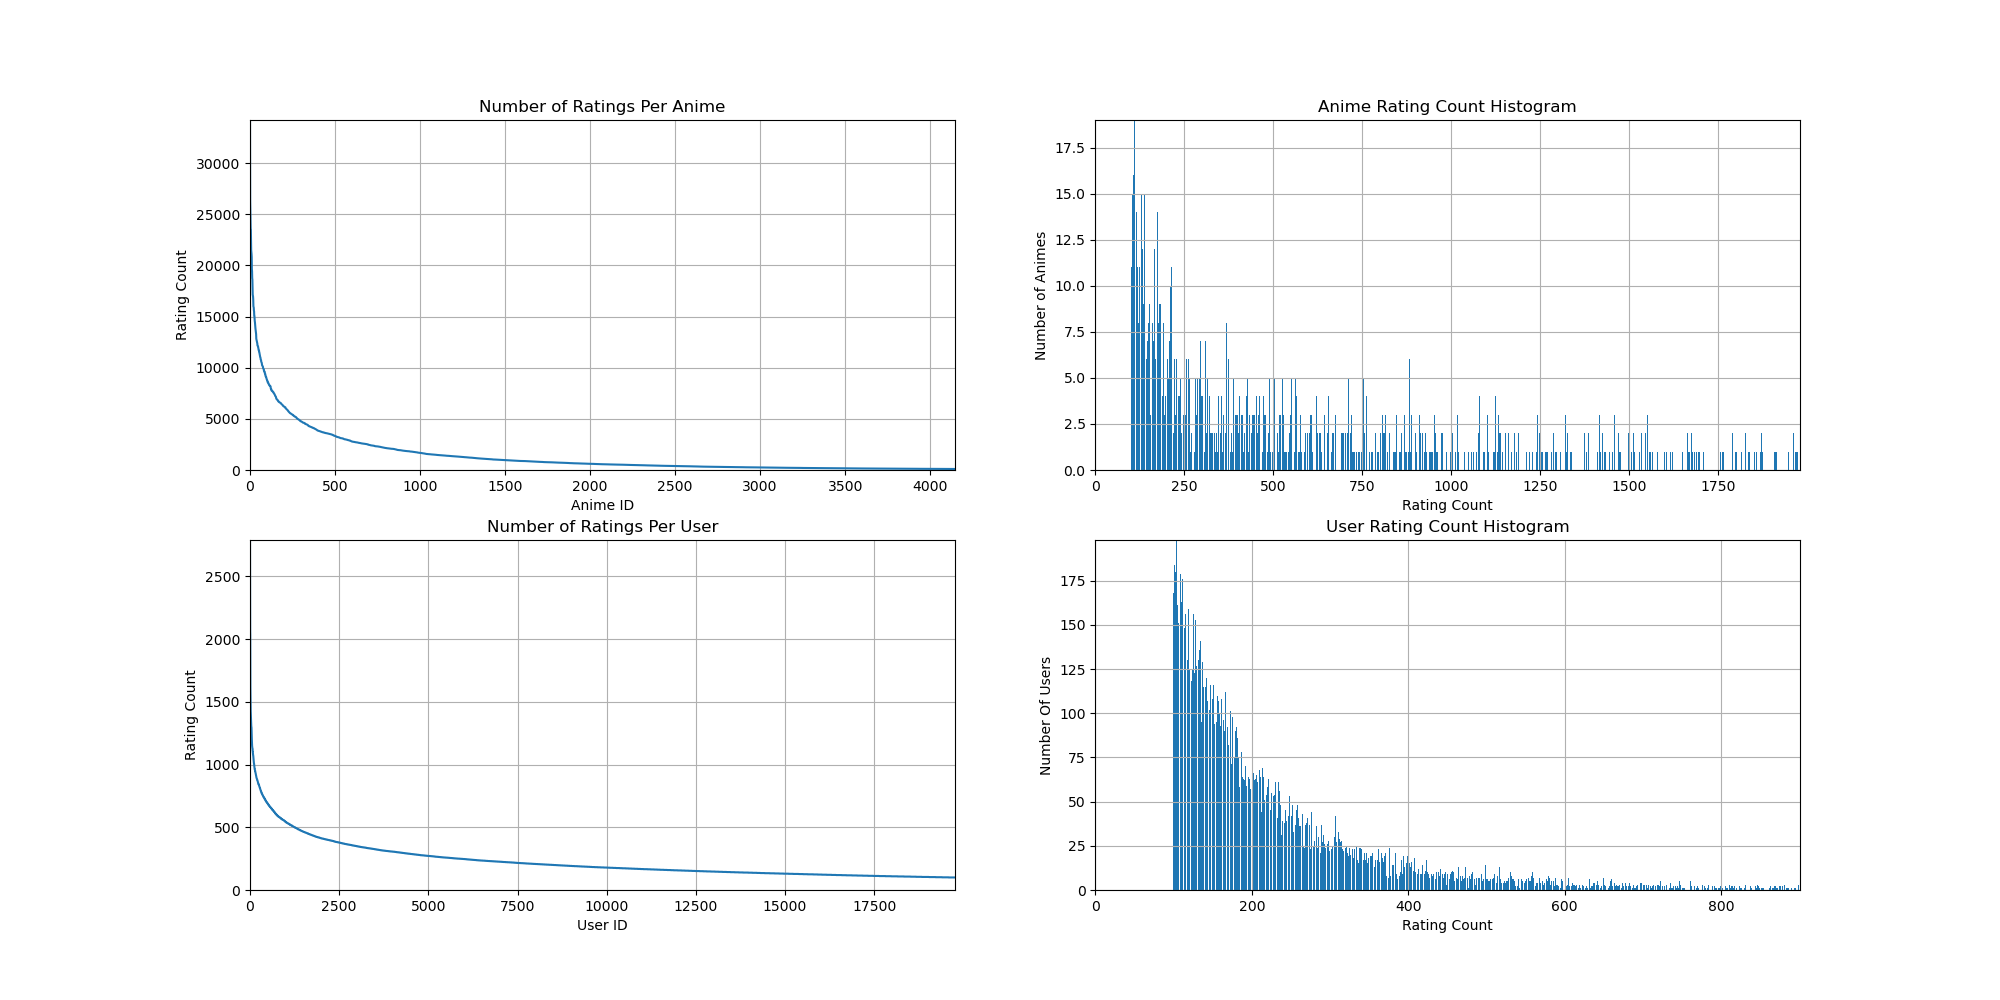 Number of Ratings Per Anime
30000
25000
20000
15000
10000
5000
0
Rating Count
0 500 1000 1500 2000 2500 3000 3500 4000
Anime ID
Anime Rating Count Histogram
17.5
15.0
12.5
10.0
7.5
5.0
2.5
0.0
Number of Animes
0 250 500 750 1000 1250 1500 1750
Rating Count
Number of Ratings Per User
2500
2000
1500
1000
500
0
Rating Count
0 2500 5000 7500 10000 12500 15000 17500
User ID
User Rating Count Histogram
175
150
125
100
75
50
25
0
Number Of Users
0 200 400 600 800
Rating Count